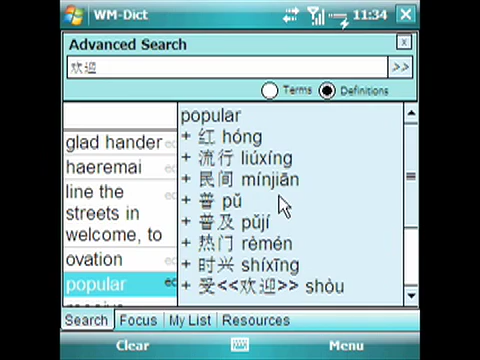 WM-Dict 11:34
Advanced Search
欢迎
>>
Terms Definitions
glad hander
haeremai
line the
streets in
welcome, to
ovation
popular
popular
+ 红 hóng
+ 流行 liúxíng
+ 民间 mínjiān
+ 普 pǔ
+ 普及 pǔjí
+ 热门 rèmén
+ 时兴 shíxīng
+ 受<<欢迎>> shòu
Search Focus My List Resources
Clear Menu